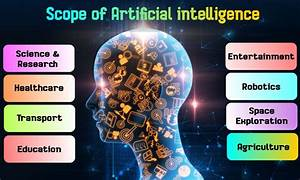 Scope of Artificial intelligence
Science &
Research
Healthcare
Transport
Education
Entertainment
Robotics
Space
Exploration
Agriculture